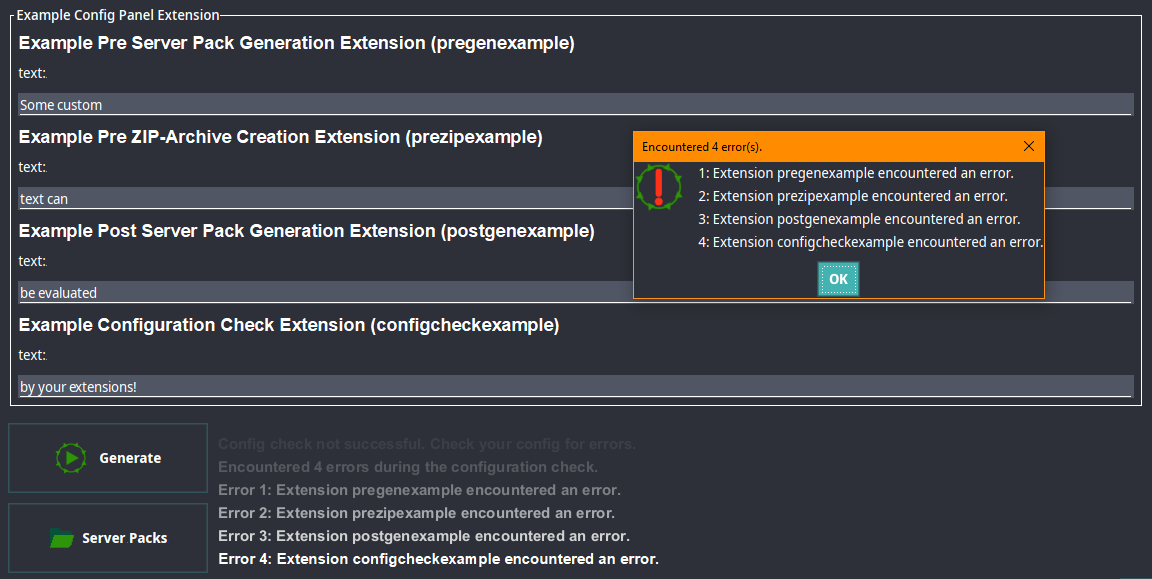 Example Config Panel Extension
Example Pre Server Pack Generation Extension (pregenexample)
text:
Some custom
Example Pre ZIP-Archive Creation Extension (prezipexample)
text:
text can
Example Post Server Pack Generation Extension (postgenexample)
text:
be evaluated
Example Configuration Check Extension (configcheckexample)
text:
by your extensions!
Encountered 4 error(s).
1: Extension pregenexample encountered an error.
2: Extension prezipexample encountered an error.
3: Extension postgenexample encountered an error.
4: Extension configcheckexample encountered an error.
OK
Generate
Server Packs
Config check not successful. Check your config for errors.
Encountered 4 errors during the configuration check.
Error 1: Extension pregenexample encountered an error.
Error 2: Extension prezipexample encountered an error.
Error 3: Extension postgenexample encountered an error.
Error 4: Extension configcheckexample encountered an error.